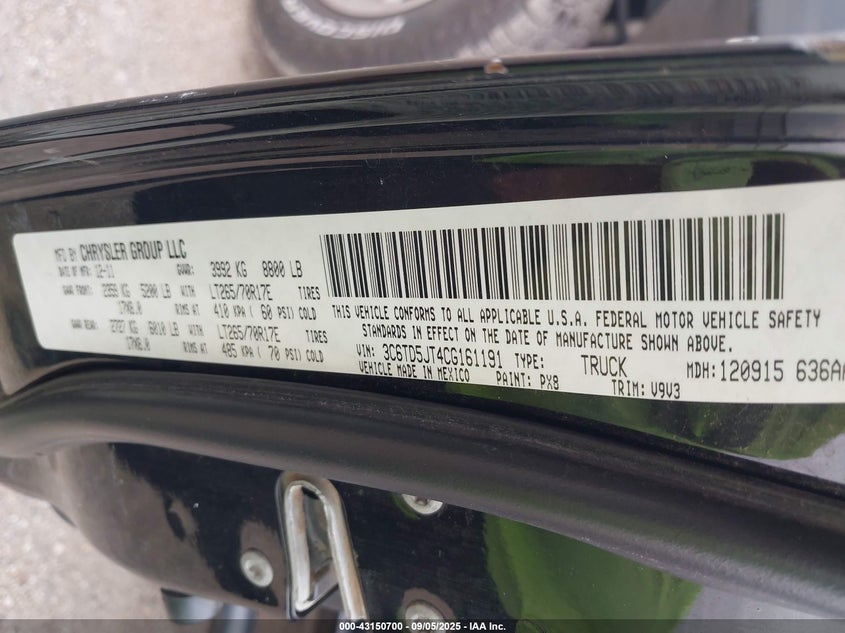 DISCOVERER
MFD BY CHRYSLER GROUP LLC
DATE OF MFR: 12-11 GVWR: 3992 KG 8800 LB
GAWR FRONT: 2359 KG 5200 LB WITH LT265/70R17E TIRES
17X8.0 RIMS AT 410 KPA ( 60 PSI) COLD
GAWR REAR: 2727 KG 6010 LB WITH LT265/70R17E TIRES
17X8.0 RIMS AT 485 KPA ( 70 PSI) COLD
THIS VEHICLE CONFORMS TO ALL APPLICABLE U.S.A. FEDERAL MOTOR VEHICLE SAFETY
STANDARDS IN EFFECT ON THE DATE OF MANUFACTURE SHOWN ABOVE.
VIN: 3C6TD5JT4CG161191 TYPE: TRUCK MDH: 120915 636A
VEHICLE MADE IN MEXICO PAINT: PX8 TRIM: V9V3
000-43150700 - 09/05/2025 - IAA Inc.